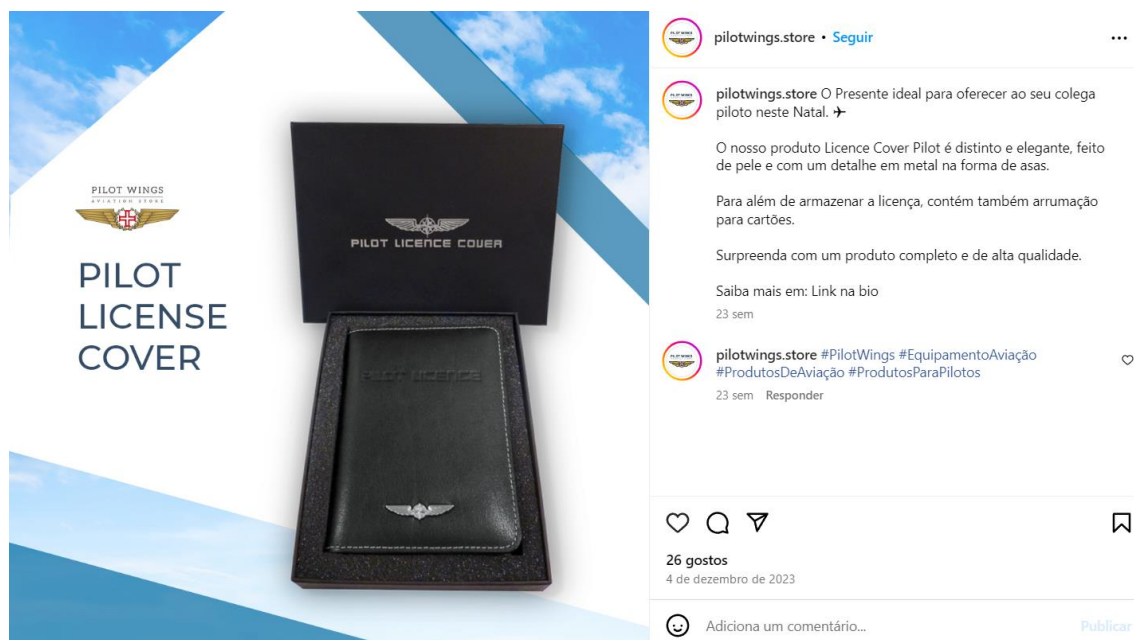 PILOT WINGS
AVIATION STORE
PILOT
LICENSE
COVER
PILOT LICENCE COVER
PILOT LICENCE
pilotwings.store • Seguir
pilotwings.store O Presente ideal para oferecer ao seu colega
piloto neste Natal. ✈
O nosso produto Licence Cover Pilot é distinto e elegante, feito
de pele e com um detalhe em metal na forma de asas.
Para além de armazenar a licença, contém também arrumação
para cartões.
Surpreenda com um produto completo e de alta qualidade.
Saiba mais em: Link na bio
23 sem
pilotwings.store #PilotWings #EquipamentoAviação
#ProdutosDeAviação #ProdutosParaPilotos
23 sem Responder
26 gostos
4 de dezembro de 2023
Adiciona um comentário...
Publicar